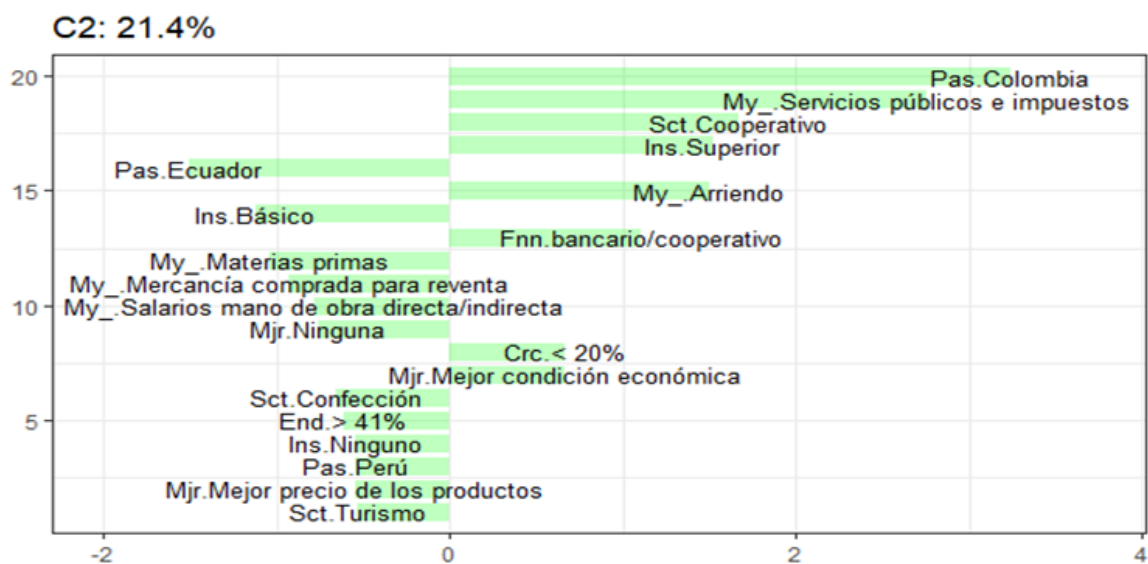 C2: 21.4%
20
Pas.Colombia
My_.Servicios públicos e impuestos
Sct.Cooperativo
Ins.Superior
Pas.Ecuador
15
My_.Arriendo
Ins.Básico
Fnn.bancario/cooperativo
My_.Materias primas
My_.Mercancía comprada para reventa
10
My_.Salarios mano de obra directa/indirecta
Mjr.Ninguna
Crc.< 20%
Mjr.Mejor condición económica
Sct.Confección
5
End.> 41%
Ins.Ninguno
Pas.Perú
Mjr.Mejor precio de los productos
Sct.Turismo
-2 0 2 4